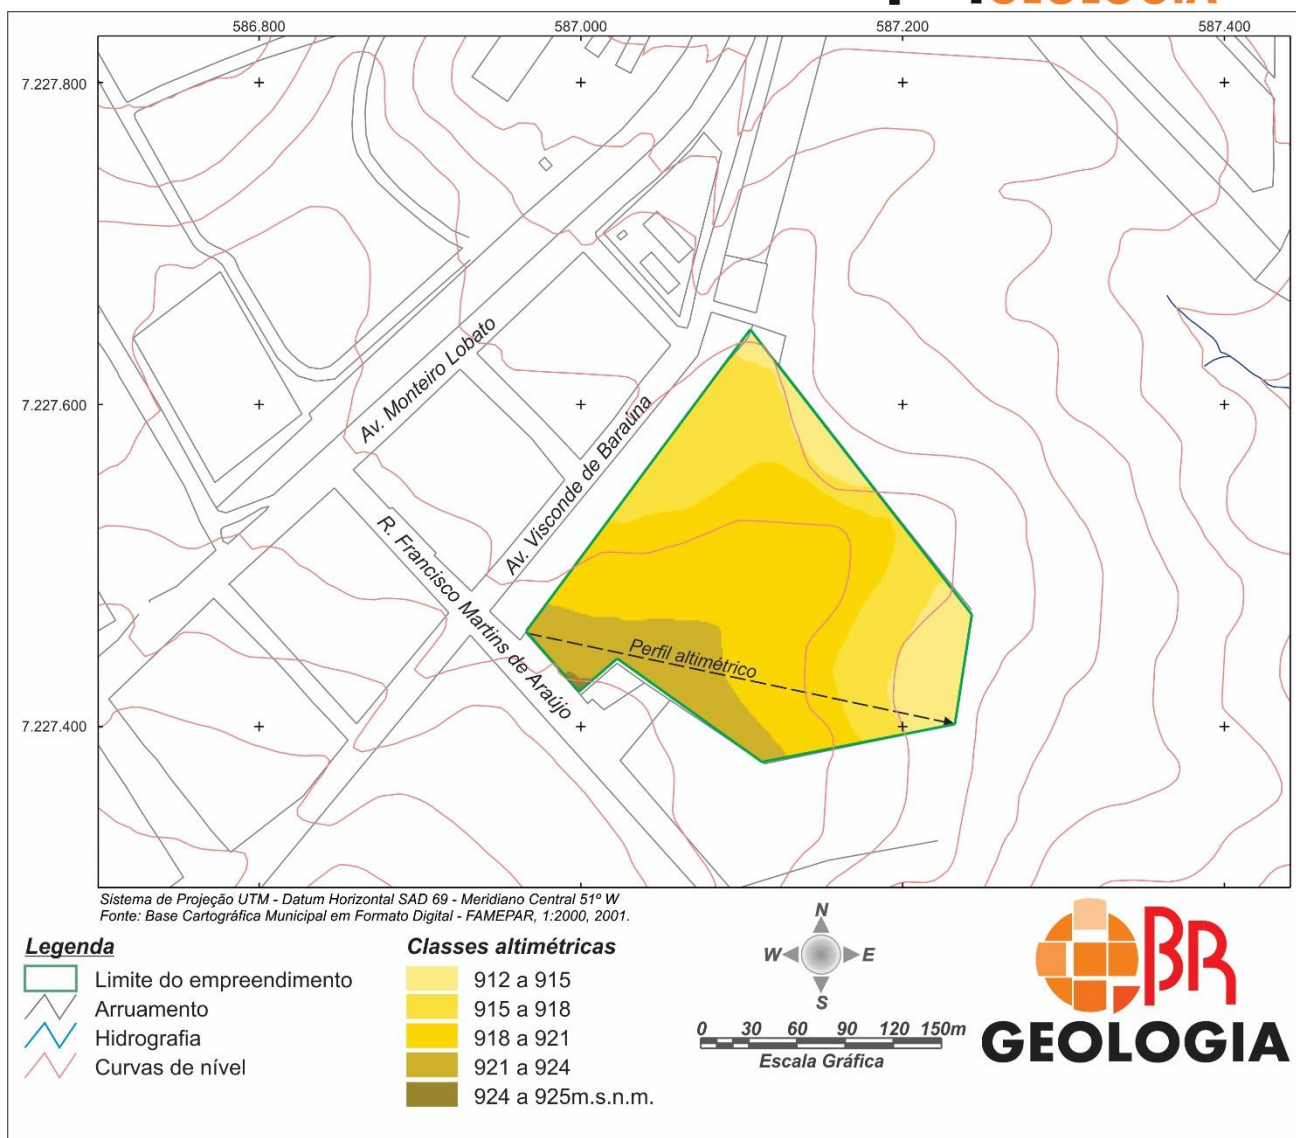 GEOLOGIA
586.800 587.000 587.200 587.400
7.227.800
7.227.600
7.227.400
Av. Monteiro Lobato
Av. Visconde de Baraúna
R. Francisco Martins de Araújo
Perfil altimétrico
Sistema de Projeção UTM - Datum Horizontal SAD 69 - Meridiano Central 51º W
Fonte: Base Cartográfica Municipal em Formato Digital - FAMEPAR, 1:2000, 2001.
Legenda
Limite do empreendimento
Arruamento
Hidrografia
Curvas de nível
Classes altimétricas
912 a 915
915 a 918
918 a 921
921 a 924
924 a 925m.s.n.m.
N
W E
S
0 30 60 90 120 150m
Escala Gráfica
BR
GEOLOGIA